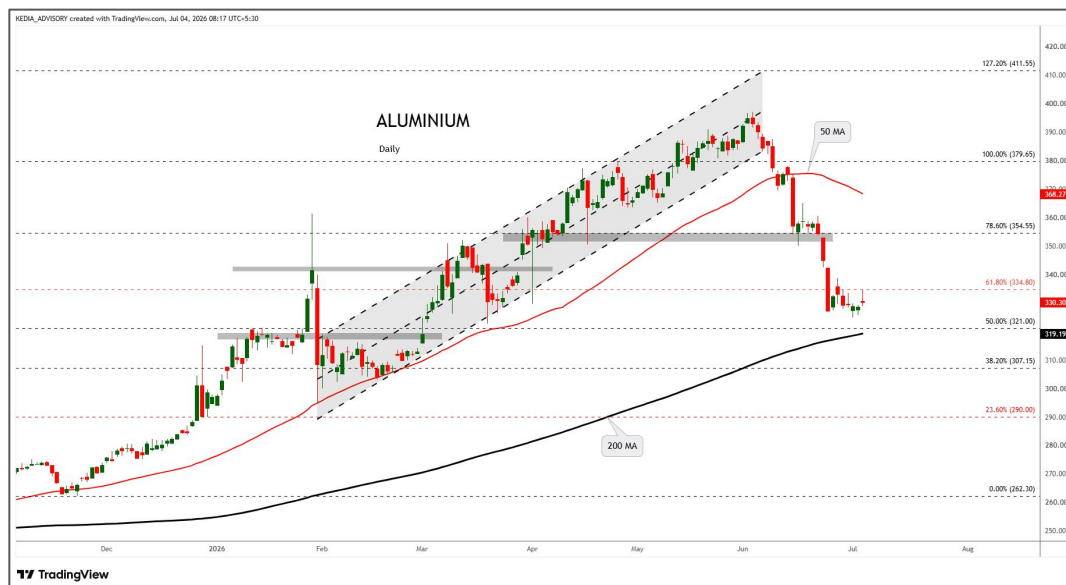 KEDIA_ADVISORY created with TradingView.com, Jul 04, 2026 08:17 UTC+5:30
420.00
127.20% (411.55)
410.00
ALUMINIUM
400.00
Daily
50 MA
390.00
100.00% (379.65)
380.00
370.00
368.27
360.00
78.60% (354.55)
350.00
340.00
61.80% (334.80)
330.30
50.00% (321.00)
319.19
310.00
38.20% (307.15)
300.00
23.60% (290.00)
290.00
200 MA
280.00
270.00
0.00% (262.30)
260.00
250.00
Dec
2026
Feb
Mar
Apr
May
Jun
Jul
Aug
TradingView